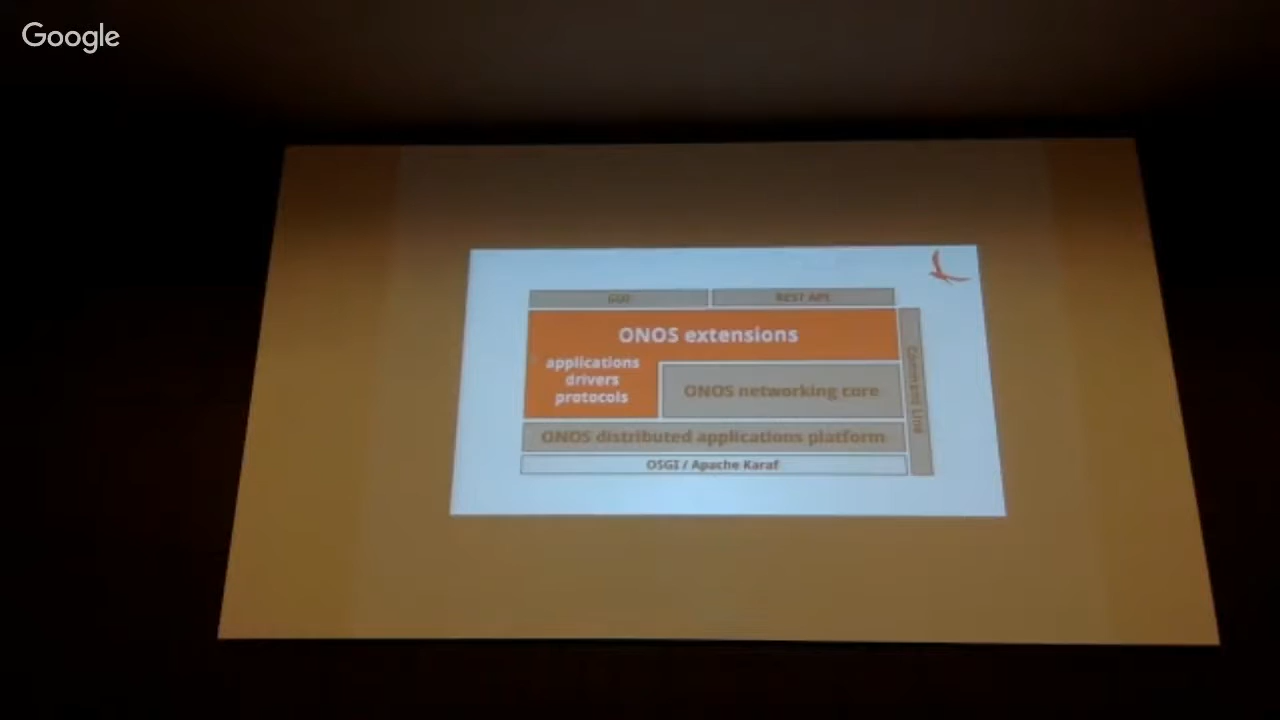 Google
GUI
REST API
ONOS extensions
applications
drivers
protocols
ONOS networking core
Command Line
ONOS distributed applications platform
OSGI / Apache Karaf